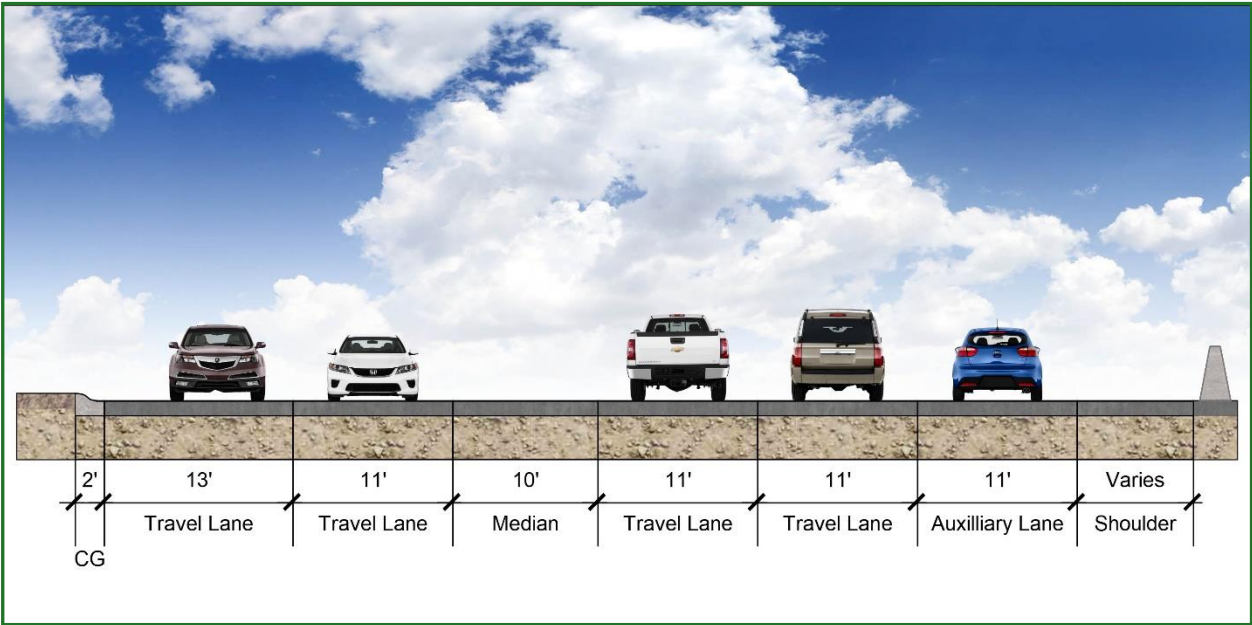 2' 13' 11' 10' 11' 11' 11' Varies
Travel Lane Travel Lane Median Travel Lane Travel Lane Auxilliary Lane Shoulder
CG